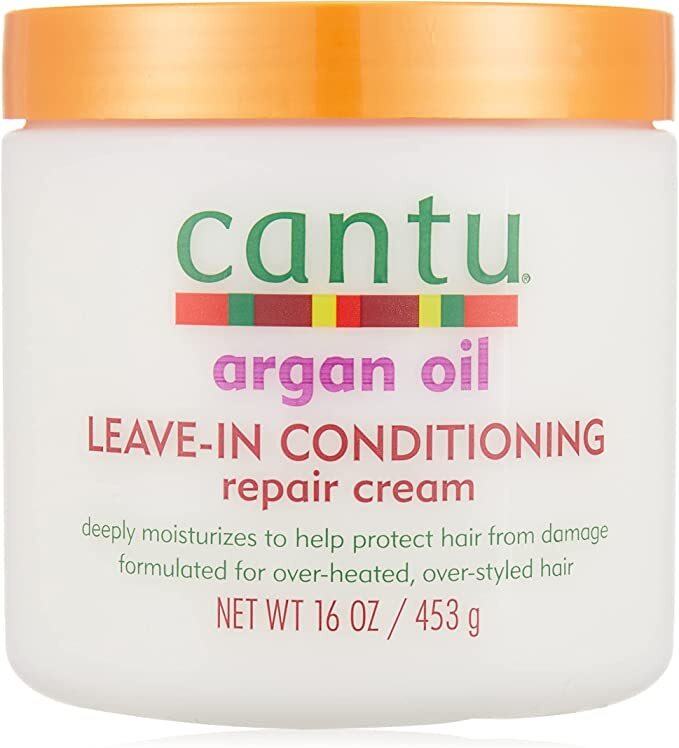 cantu®
argan oil
LEAVE-IN CONDITIONING
repair cream
deeply moisturizes to help protect hair from damage
formulated for over-heated, over-styled hair
NET WT 16 OZ / 453 g